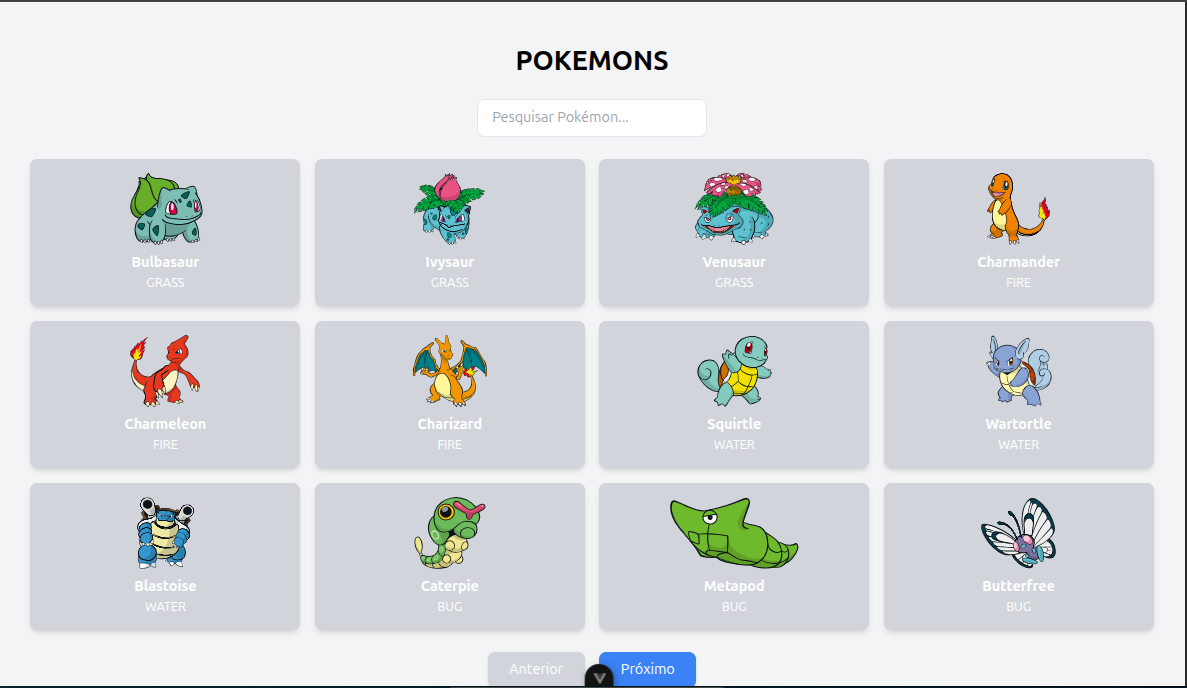 POKEMONS
Pesquisar Pokémon...
Bulbasaur
GRASS
Ivysaur
GRASS
Venusaur
GRASS
Charmander
FIRE
Charmeleon
FIRE
Charizard
FIRE
Squirtle
WATER
Wartortle
WATER
Blastoise
WATER
Caterpie
BUG
Metapod
BUG
Butterfree
BUG
Anterior
Próximo